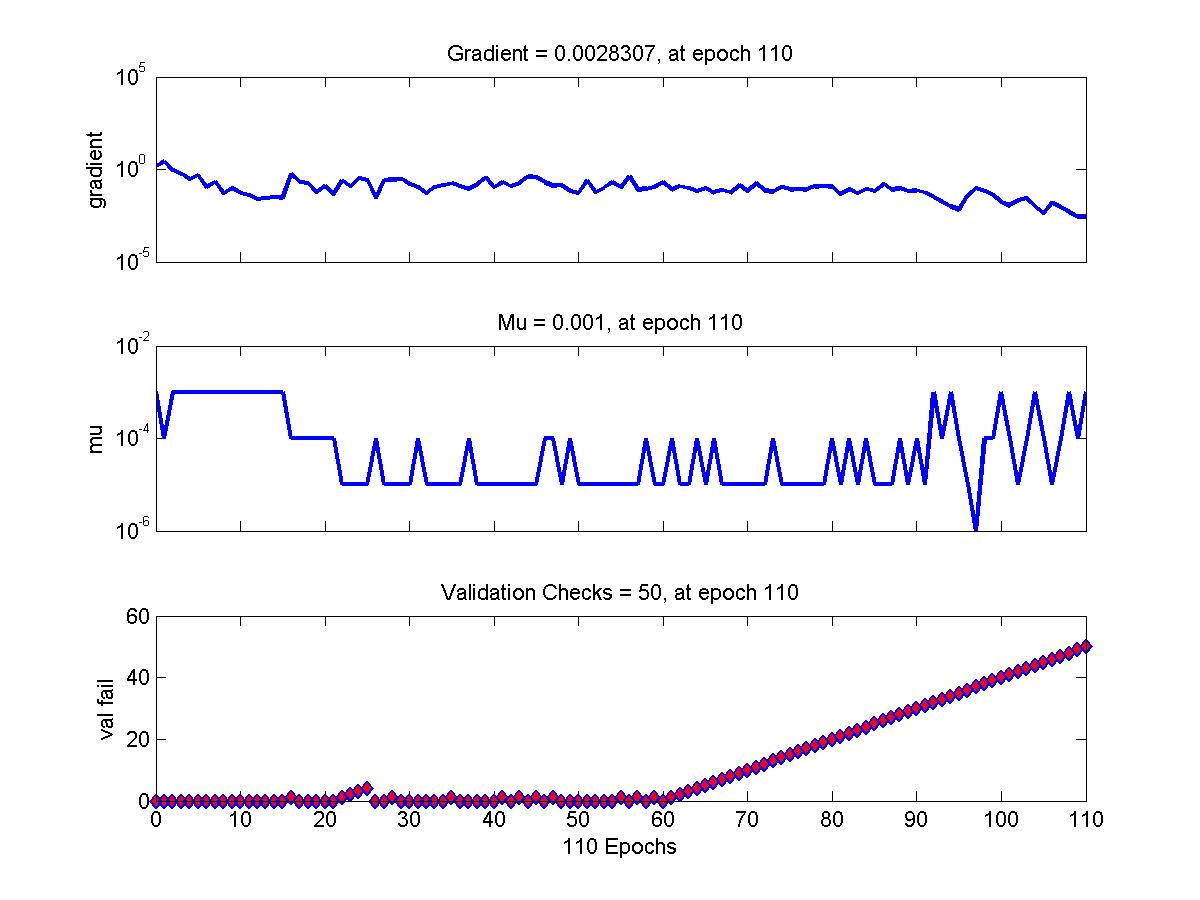 Gradient = 0.0028307, at epoch 110
10^5
10^0
10^-5
gradient
Mu = 0.001, at epoch 110
10^-2
10^-4
10^-6
mu
Validation Checks = 50, at epoch 110
60
40
20
0
val fail
0 10 20 30 40 50 60 70 80 90 100 110
110 Epochs